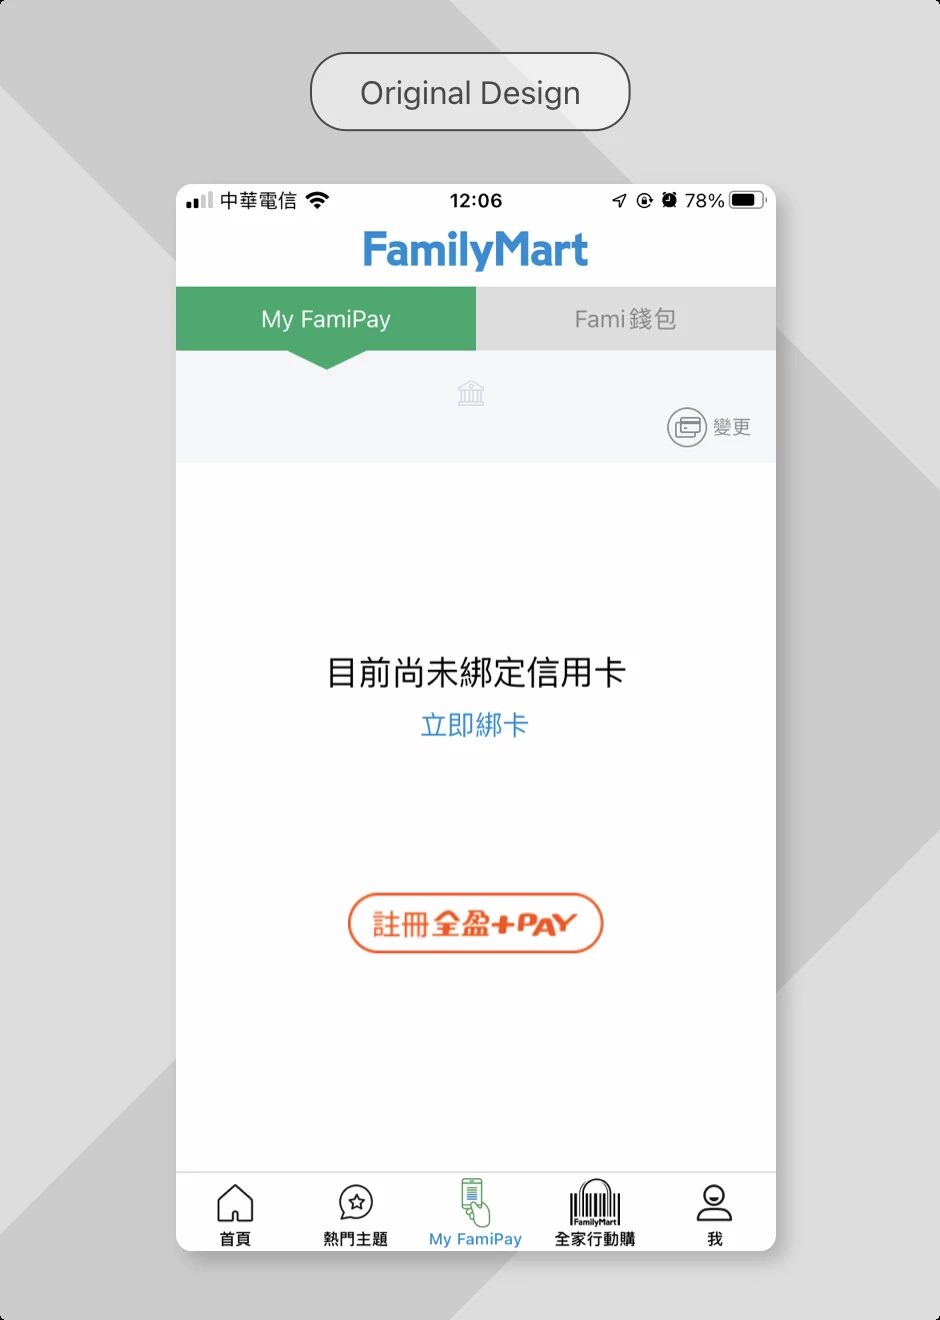 Original Design
中華電信 12:06 78%
FamilyMart
My FamiPay Fami錢包
變更
目前尚未綁定信用卡
立即綁卡
註冊全盈+PAY
FamilyMart
首頁 熱門主題 My FamiPay 全家行動購 我